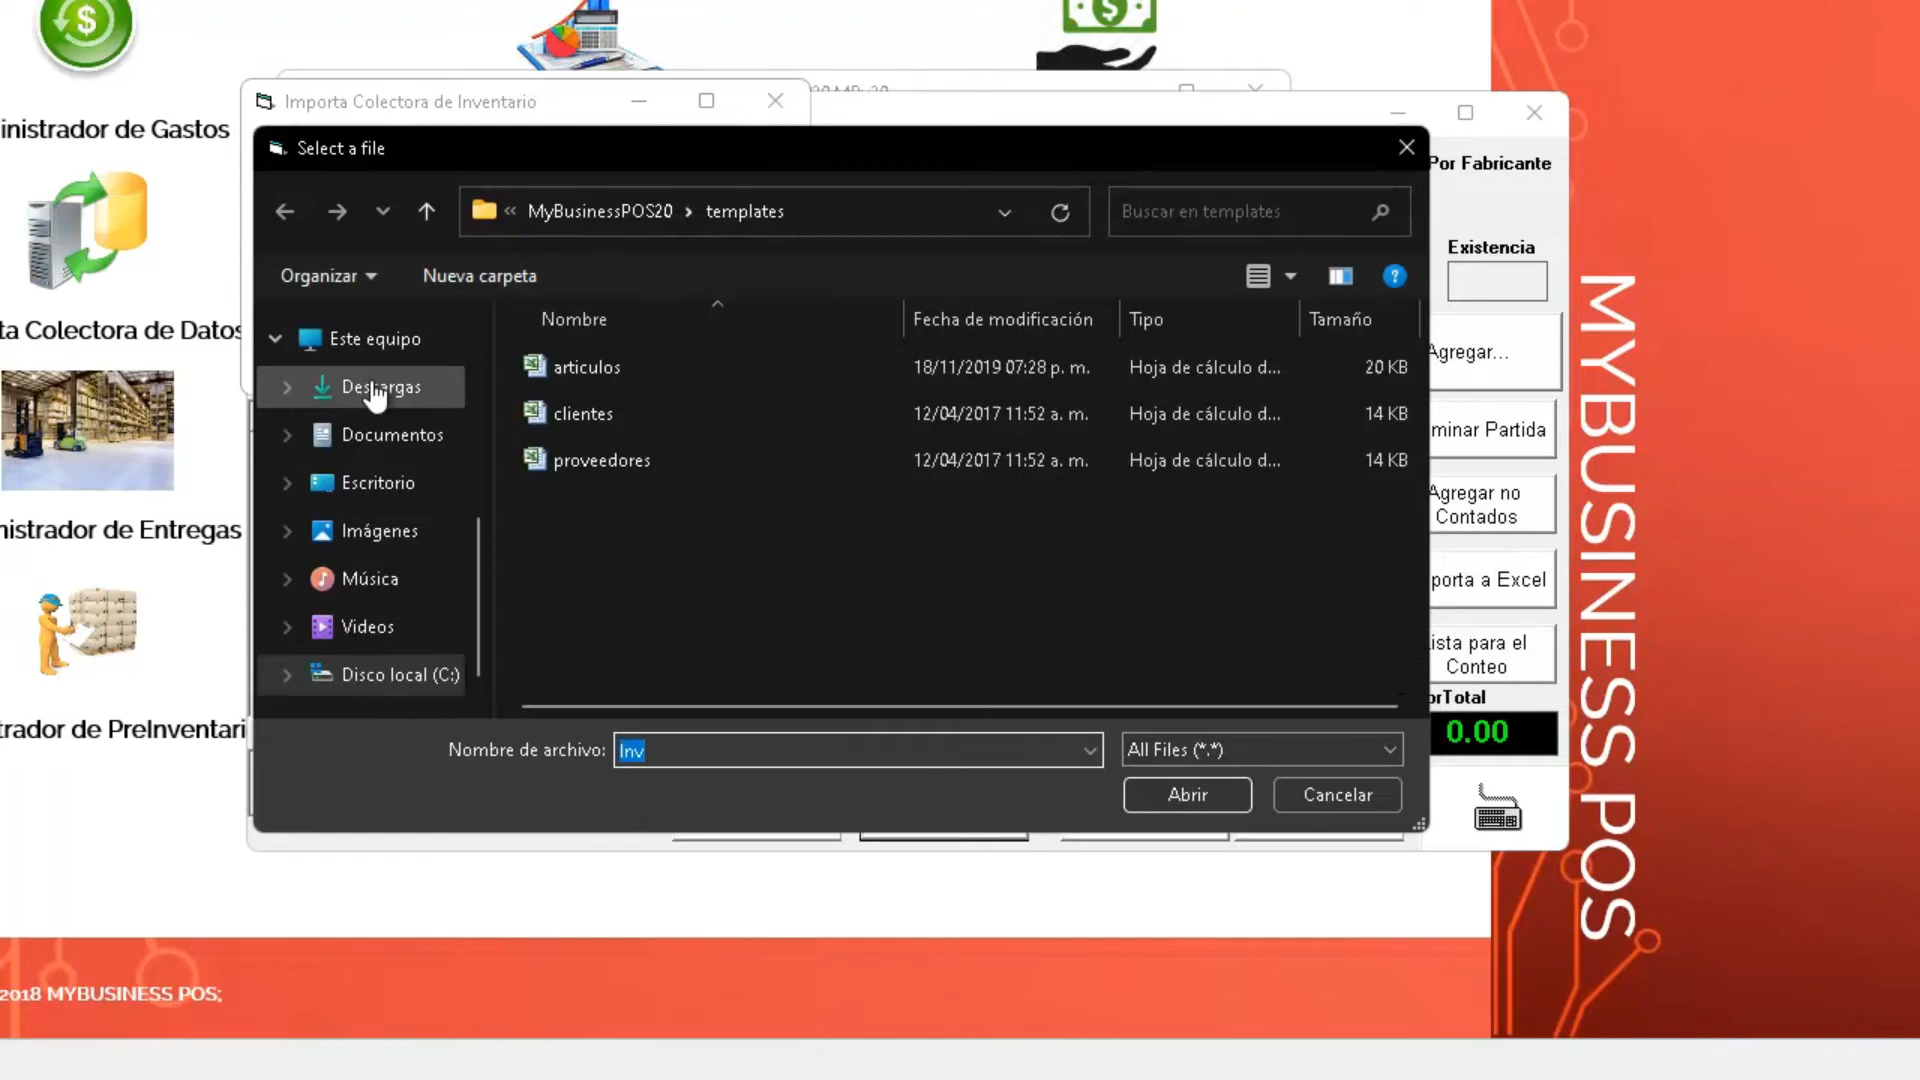 inistrador de Gastos
ta Colectora de Datos
nistrador de Entregas
trador de PreInventari
2018 MYBUSINESS POS;
Importa Colectora de Inventario
Select a file
MyBusinessPOS20 › templates
Buscar en templates
Organizar
Nueva carpeta
Este equipo
Descargas
Documentos
Escritorio
Imágenes
Música
Videos
Disco local (C:)
Nombre Fecha de modificación Tipo Tamaño
articulos 18/11/2019 07:28 p. m. Hoja de cálculo d... 20 KB
clientes 12/04/2017 11:52 a. m. Hoja de cálculo d... 14 KB
proveedores 12/04/2017 11:52 a. m. Hoja de cálculo d... 14 KB
Nombre de archivo: Inv
All Files (*.*)
Abrir
Cancelar
Por Fabricante
Existencia
Agregar...
minar Partida
Agregar no
Contados
porta a Excel
ista para el
Conteo
orTotal
0.00
MYBUSINESS POS